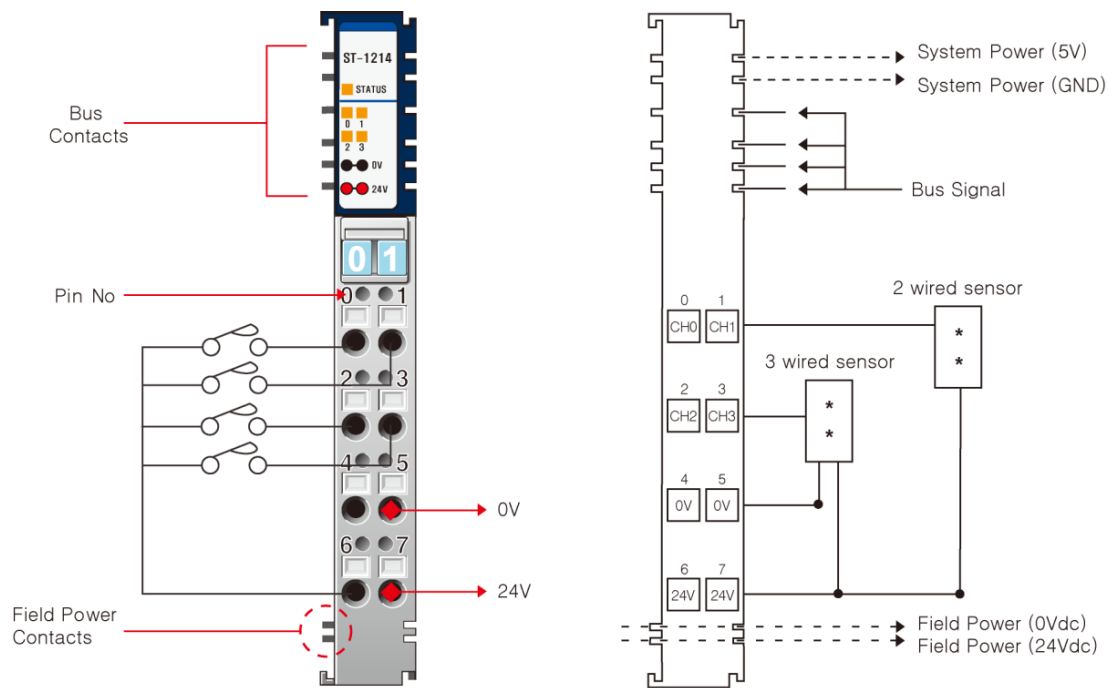 ST-1214
STATUS
0 1
2 3
0V
24V
Bus
Contacts
01
Pin No
0 1
2 3
4 5
0V
6 7
24V
Field Power
Contacts
System Power (5V)
System Power (GND)
Bus Signal
2 wired sensor
0 1
CH0 CH1
*
*
3 wired sensor
2 3
CH2 CH3
*
*
4 5
0V 0V
6 7
24V 24V
Field Power (0Vdc)
Field Power (24Vdc)